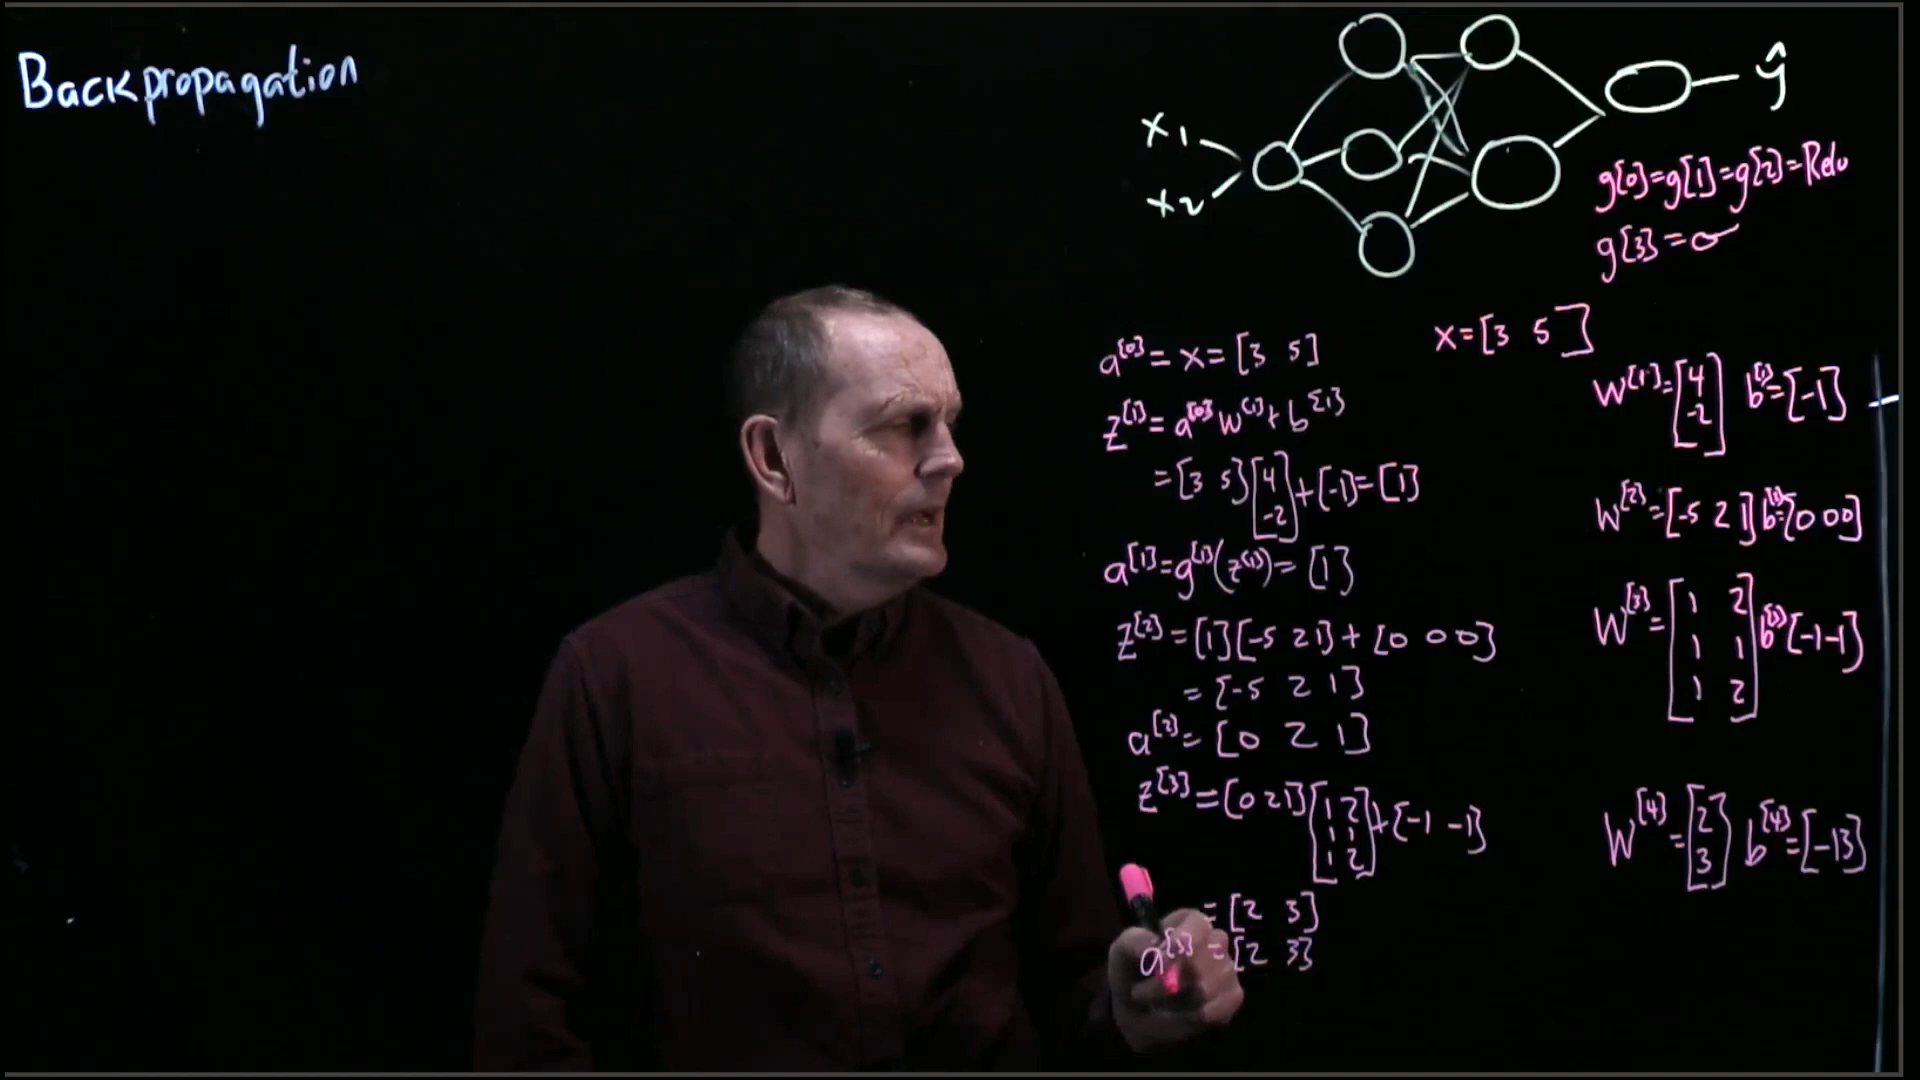 Backpropagation
x1
x2
ŷ
g[0]=g[1]=g[2]=Relu
g[3]=σ
x=[3 5]
a[0] = x = [3 5]
z[1] = a[0] w[1] + b[1]
= [3 5] [4 -2] + [-1] = [1]
a[1] = g[1](z[1]) = [1]
z[2] = [1] [-5 2 1] + [0 0 0]
= [-5 2 1]
a[2] = [0 2 1]
z[3] = [0 2 1] [1 2 1 1 1 2] + [-1 -1]
= [2 3]
a[3] = [2 3]
W[1] = [4 -2] b[1] = [-1]
W[2] = [-5 2 1] b[1] = [0 0 0]
W[3] = [1 2 1 1 1 2] b[3] [-1 -1]
W[4] = [2 3] b[4] = [-13]